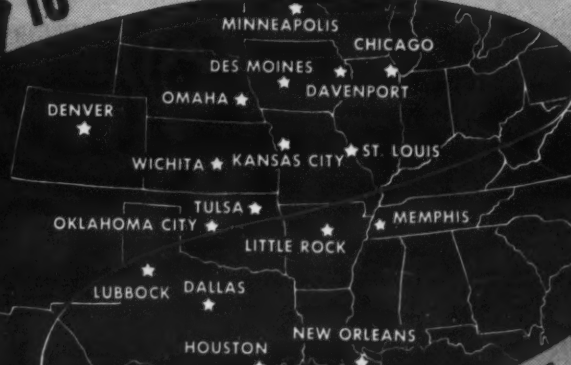 10
MINNEAPOLIS
CHICAGO
DES MOINES
DAVENPORT
OMAHA
DENVER
WICHITA
KANSAS CITY
ST. LOUIS
TULSA
OKLAHOMA CITY
MEMPHIS
LITTLE ROCK
LUBBOCK
DALLAS
NEW ORLEANS
HOUSTON